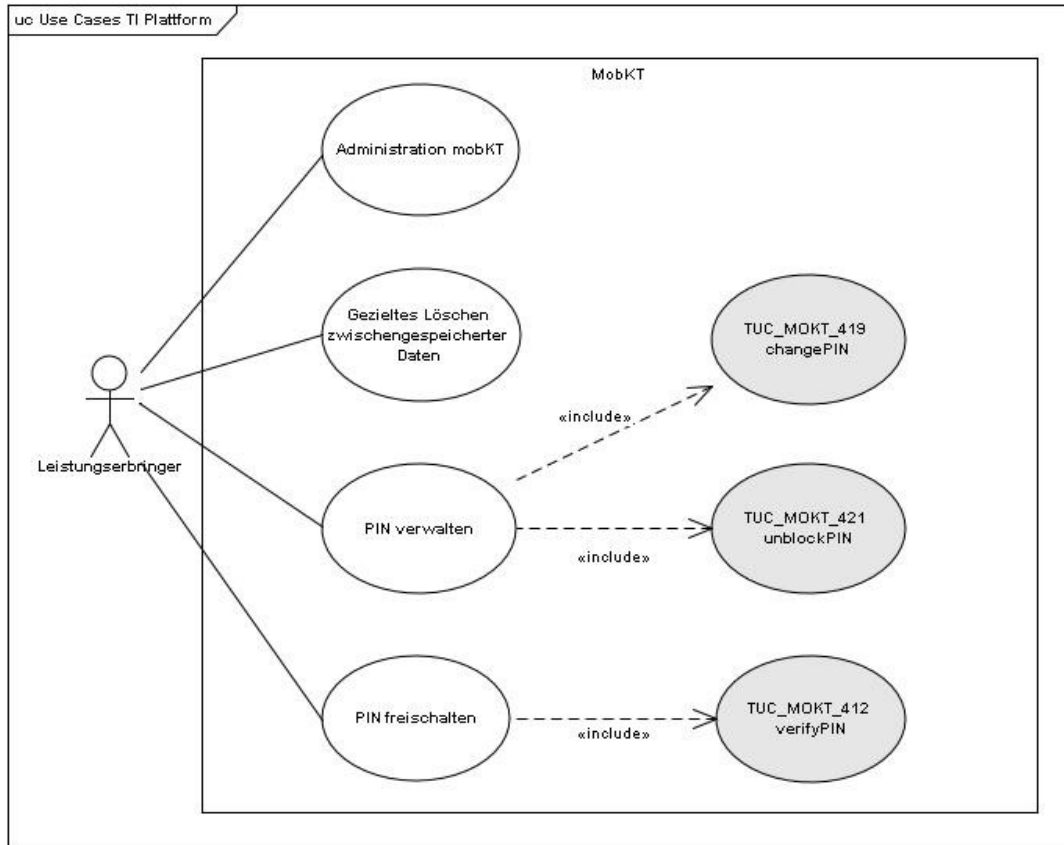 uc Use Cases TI Plattform
MobKT
Administration mobKT
Gezieltes Löschen
zwischengespeicherter
Daten
TUC_MOKT_419
changePIN
«include»
Leistungserbringer
PIN verwalten
TUC_MOKT_421
unblockPIN
«include»
PIN freischalten
TUC_MOKT_412
verifyPIN
«include»